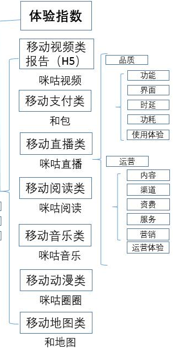 体验指数
移动视频类
报告（H5）
咪咕视频
移动支付类
和包
移动直播类
咪咕直播
移动阅读类
咪咕阅读
移动音乐类
咪咕音乐
移动动漫类
咪咕圈圈
移动地图类
和地图
品质
功能
界面
时延
功耗
使用体验
运营
内容
渠道
资费
服务
营销
运营体验